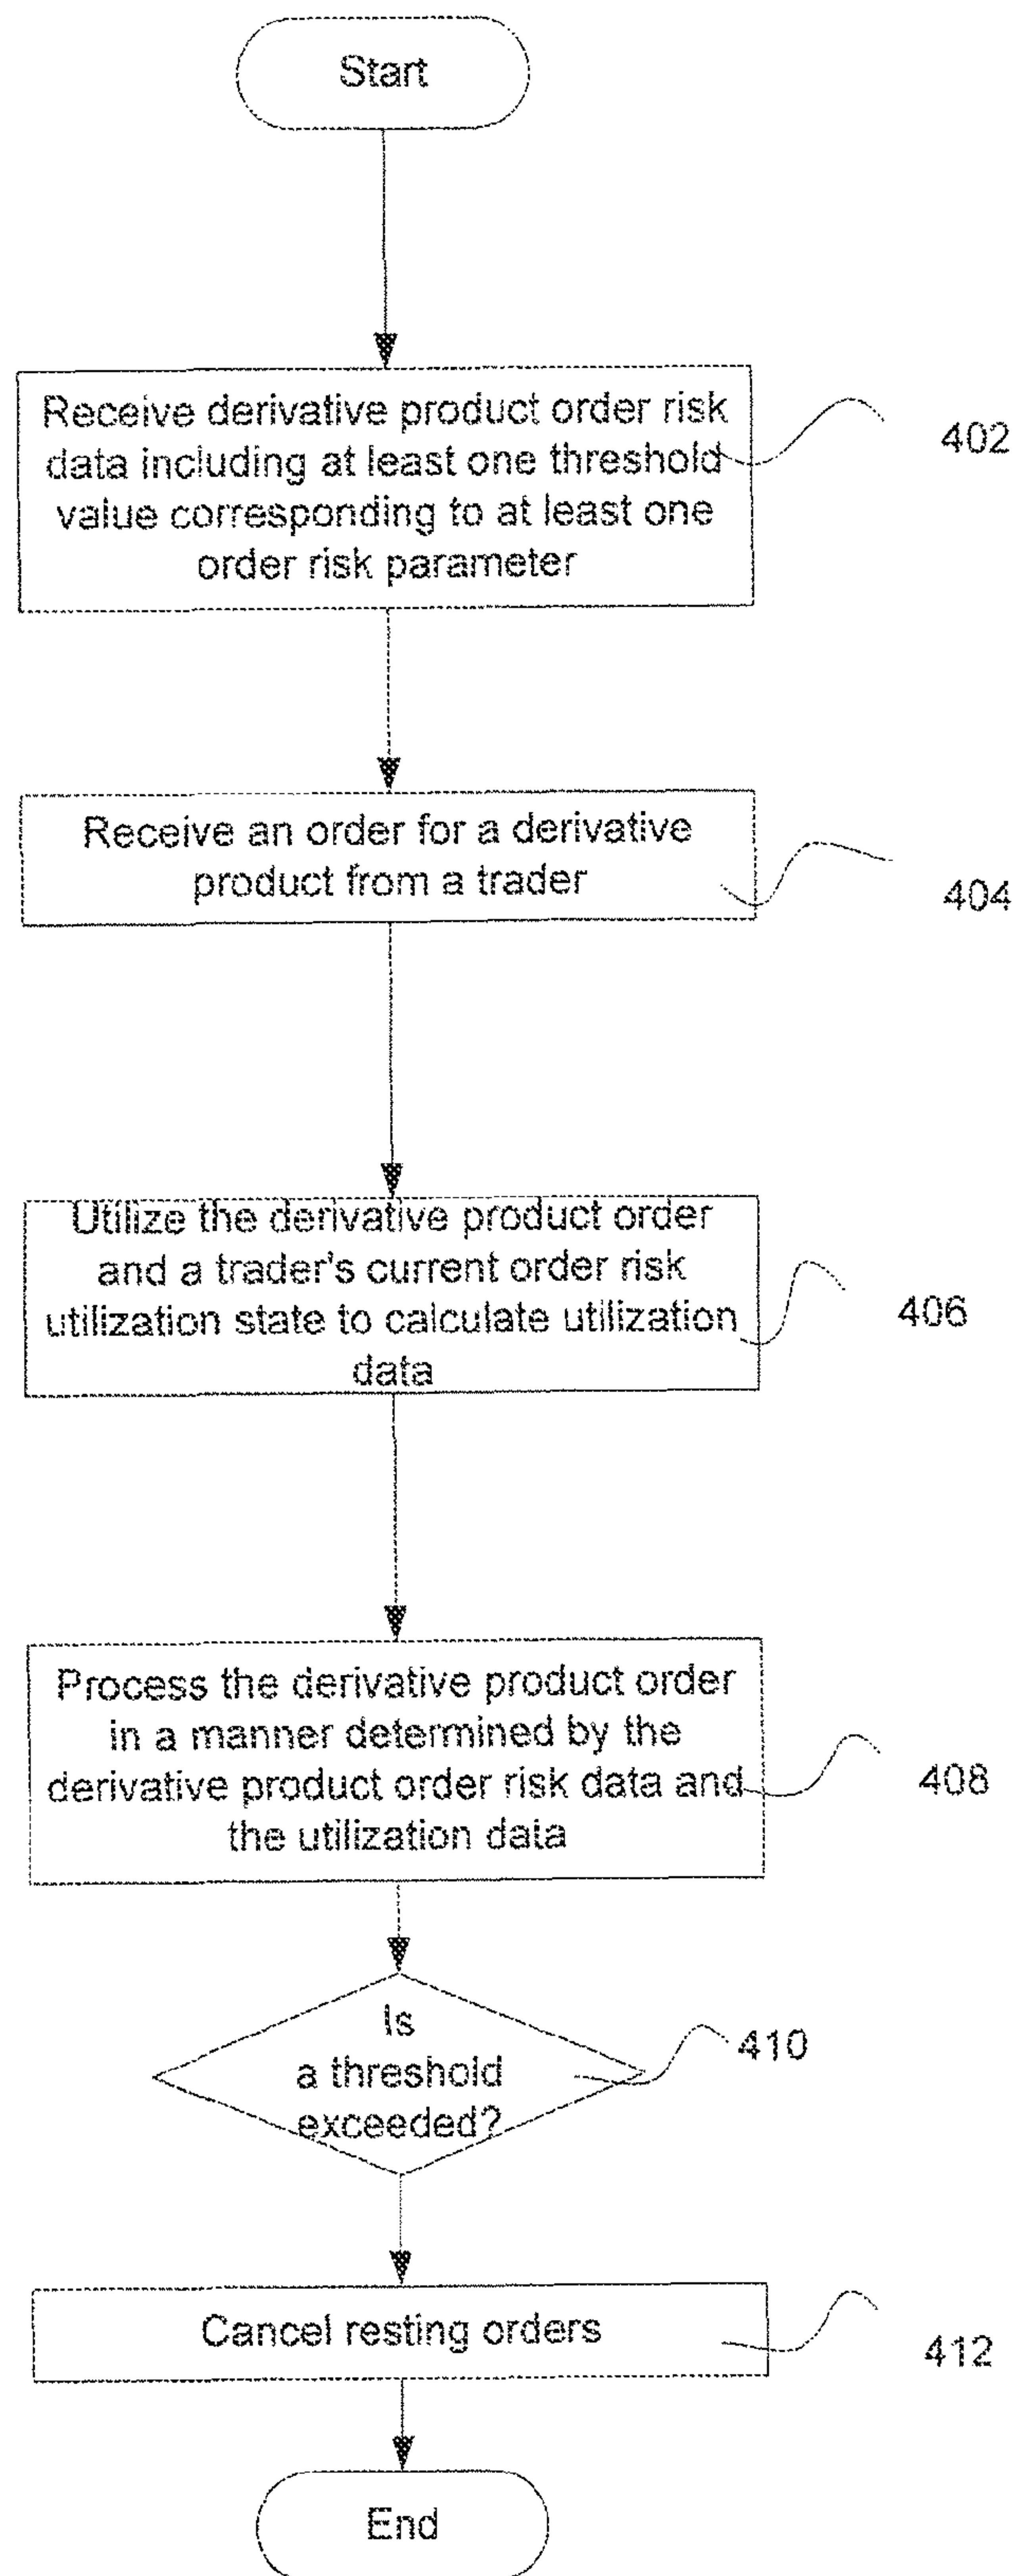 Start
Receive derivative product order risk
data including at least one threshold
value corresponding to at least one
order risk parameter
402
Receive an order for a derivative
product from a trader
404
Utilize the derivative product order
and a trader's current order risk
utilization state to calculate utilization
data
406
Process the derivative product order
in a manner determined by the
derivative product order risk data and
the utilization data
408
Is
a threshold
exceeded?
410
Cancel resting orders
412
End